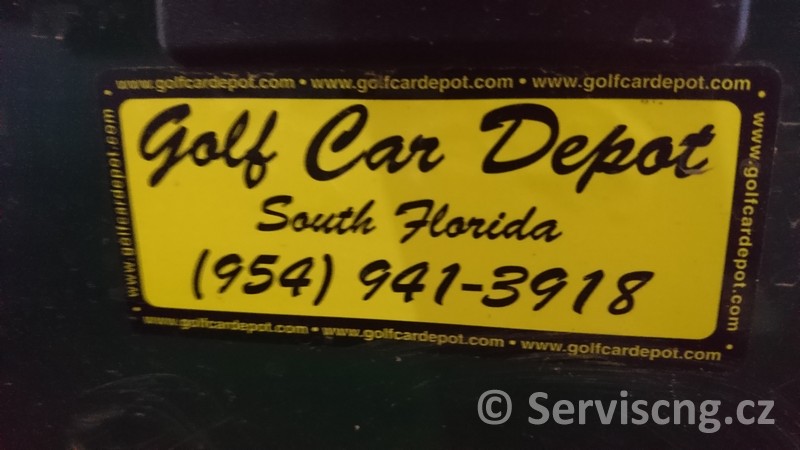 www.golfcardepot.com • www.golfcardepot.com • www.golfcardepot.com •
Golf Car Depot
South Florida
(954) 941-3918
• www.golfcardepot.com •
• www.golfcardepot.com •
www.golfcardepot.com • www.golfcardepot.com • www.golfcardepot.com
© Serviscng.cz